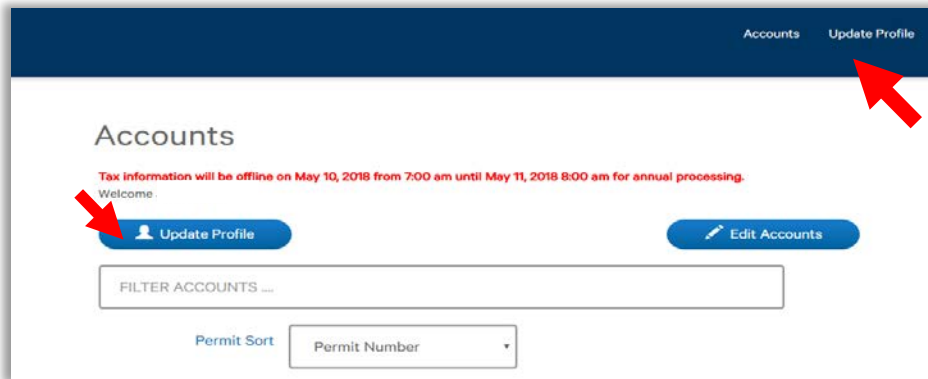 Accounts Update Profile
Accounts
Tax information will be offline on May 10, 2018 from 7:00 am until May 11, 2018 8:00 am for annual processing.
Welcome
Update Profile Edit Accounts
FILTER ACCOUNTS ....
Permit Sort Permit Number